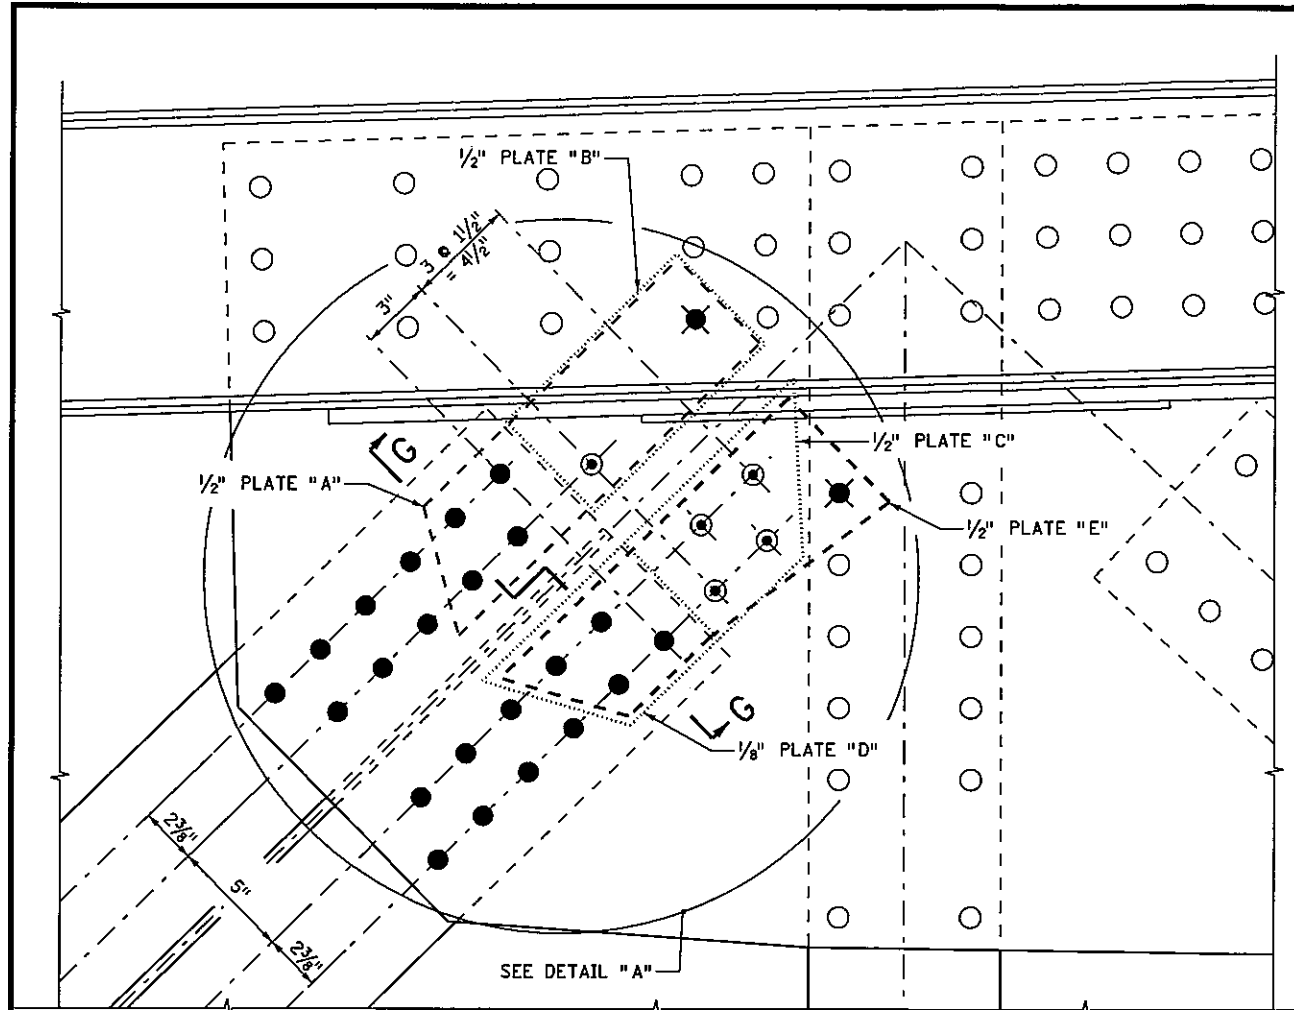 ½" PLATE "B"
3 @ 1½"
= 4½"
3"
½" PLATE "C"
G
½" PLATE "A"
½" PLATE "E"
G
⅛" PLATE "D"
2⅜"
5"
2⅜"
SEE DETAIL "A"